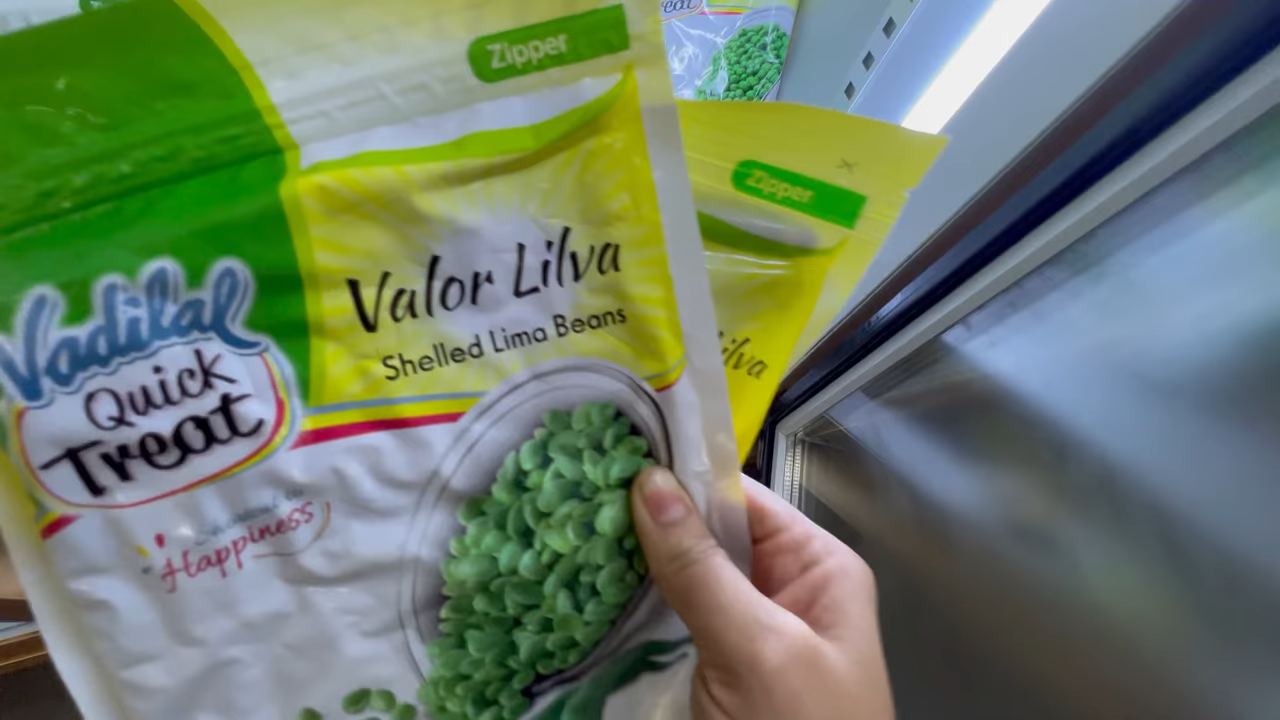 Zipper
Valor Lilva
Shelled Lima Beans
Vadilal
Quick
Treat
Happiness
Zipper
Lilva